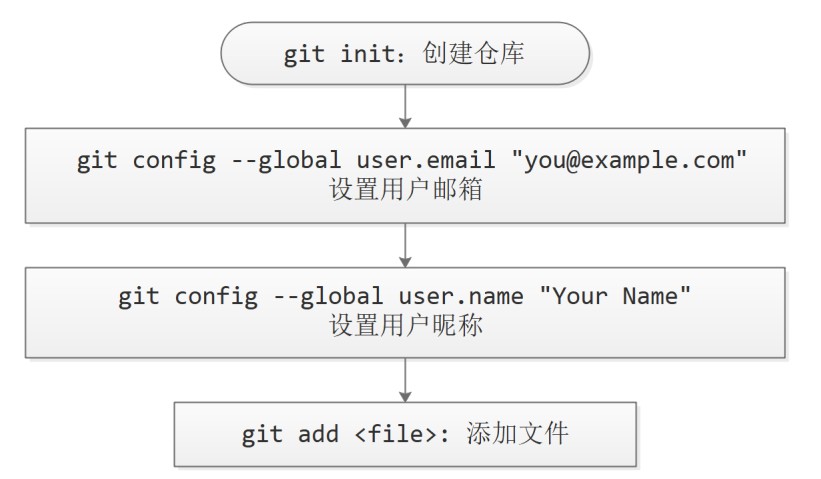 git init：创建仓库
git config --global user.email "you@example.com"
设置用户邮箱
git config --global user.name "Your Name"
设置用户昵称
git add <file>: 添加文件